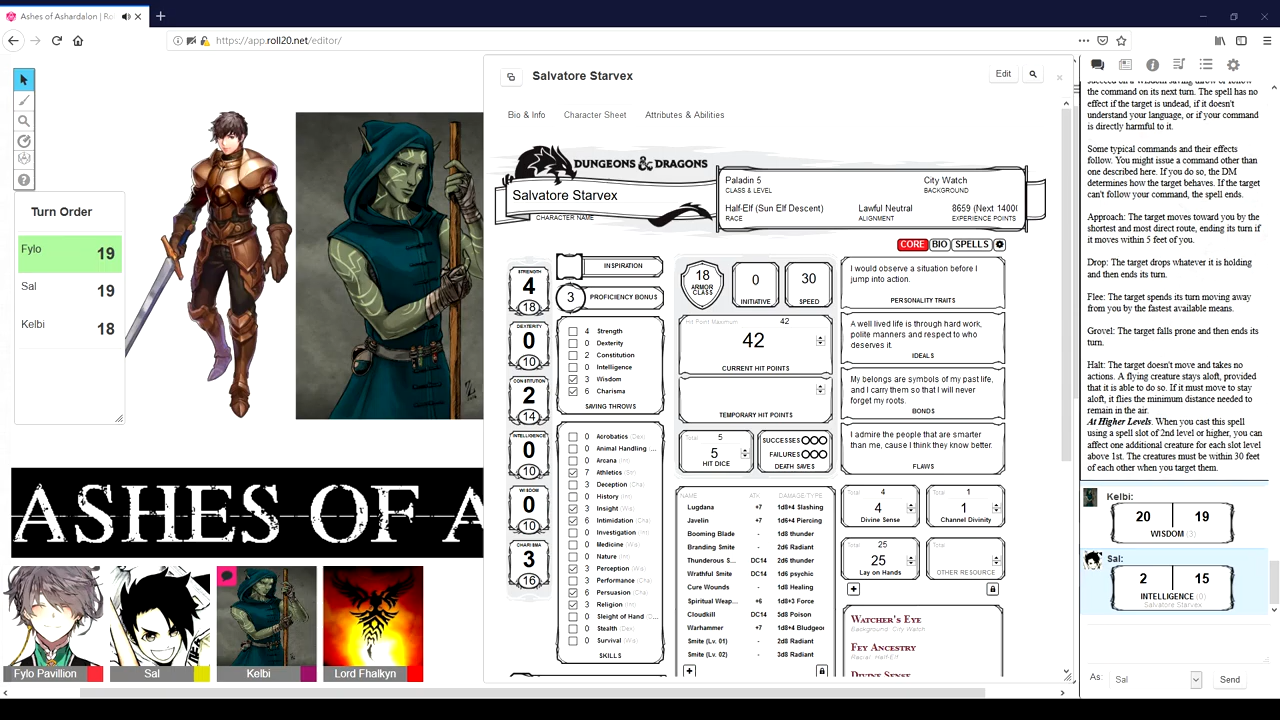 Ashes of Ashardalon | Ro
https://app.roll20.net/editor/
Turn Order
Fylo 19
Sal 19
Kelbi 18
ASHES OF A
Fylo Pavillion
Sal
Kelbi
Lord Fhalkyn
Salvatore Starvex
Edit
Bio & Info
Character Sheet
Attributes & Abilities
DUNGEONS & DRAGONS
Salvatore Starvex
CHARACTER NAME
Paladin 5
CLASS & LEVEL
City Watch
BACKGROUND
Half-Elf (Sun Elf Descent)
RACE
Lawful Neutral
ALIGNMENT
8659 (Next 1400(
EXPERIENCE POINTS
CORE
BIO
SPELLS
STRENGTH
4
18
DEXTERITY
0
10
CONSTITUTION
2
14
INTELLIGENCE
0
10
WISDOM
0
10
CHARISMA
3
16
INSPIRATION
3 PROFICIENCY BONUS
4 Strength
0 Dexterity
2 Constitution
0 Intelligence
3 Wisdom
6 Charisma
SAVING THROWS
0 Acrobatics (Dex)
0 Animal Handling (...
0 Arcana (Int)
7 Athletics (Str)
3 Deception (Cha)
0 History (Int)
3 Insight (Wis)
6 Intimidation (Cha)
0 Investigation (Int)
0 Medicine (Wis)
0 Nature (Int)
3 Perception (Wis)
3 Performance (Cha)
6 Persuasion (Cha)
3 Religion (Int)
0 Sleight of Hand (D...
0 Stealth (Dex)
0 Survival (Wis)
SKILLS
18
ARMOR
CLASS
0
INITIATIVE
30
SPEED
Hit Point Maximum 42
42
CURRENT HIT POINTS
TEMPORARY HIT POINTS
Total 5
5
HIT DICE
SUCCESSES
FAILURES
DEATH SAVES
NAME ATK DAMAGE/TYPE
Lugdana +7 1d8+4 Slashing
Javelin +7 1d6+4 Piercing
Booming Blade - 1d8 thunder
Branding Smite - 2d6 Radiant
Thunderous S... DC14 2d6 thunder
Wrathful Smite DC14 1d6 psychic
Cure Wounds - 1d8 Healing
Spiritual Weap... +6 1d8+3 Force
Cloudkill DC14 5d8 Poison
Warhammer +7 1d8+4 Bludgeon
Smite (Lv. 01) - 2d8 Radiant
Smite (Lv. 02) - 3d8 Radiant
I would observe a situation before I
jump into action.
PERSONALITY TRAITS
A well lived life is through hard work,
polite manners and respect to who
deserves it.
IDEALS
My belongs are symbols of my past life,
and I carry them so that I will never
forget my roots.
BONDS
I admire the people that are smarter
than me, cause I think they know better.
FLAWS
Total 4
4
Divine Sense
Total 1
1
Channel Divinity
Total 25
25
Lay on Hands
Total
OTHER RESOURCE
WATCHER'S EYE
Background: City Watch
FEY ANCESTRY
Racial: Half-Elf
DIVINE SENSE
succeed on a Wisdom saving throw or follow
the command on its next turn. The spell has no
effect if the target is undead, if it doesn't
understand your language, or if your command
is directly harmful to it.
Some typical commands and their effects
follow. You might issue a command other than
one described here. If you do so, the DM
determines how the target behaves. If the target
can't follow your command, the spell ends.
Approach: The target moves toward you by the
shortest and most direct route, ending its turn if
it moves within 5 feet of you.
Drop: The target drops whatever it is holding
and then ends its turn.
Flee: The target spends its turn moving away
from you by the fastest available means.
Grovel: The target falls prone and then ends its
turn.
Halt: The target doesn't move and takes no
actions. A flying creature stays aloft, provided
that it is able to do so. If it must move to stay
aloft, it flies the minimum distance needed to
remain in the air.
At Higher Levels. When you cast this spell
using a spell slot of 2nd level or higher, you can
affect one additional creature for each slot level
above 1st. The creatures must be within 30 feet
of each other when you target them.
Kelbi:
20 19
WISDOM (3)
Sal:
2 15
INTELLIGENCE (0)
Salvatore Starvex
As: Sal
Send